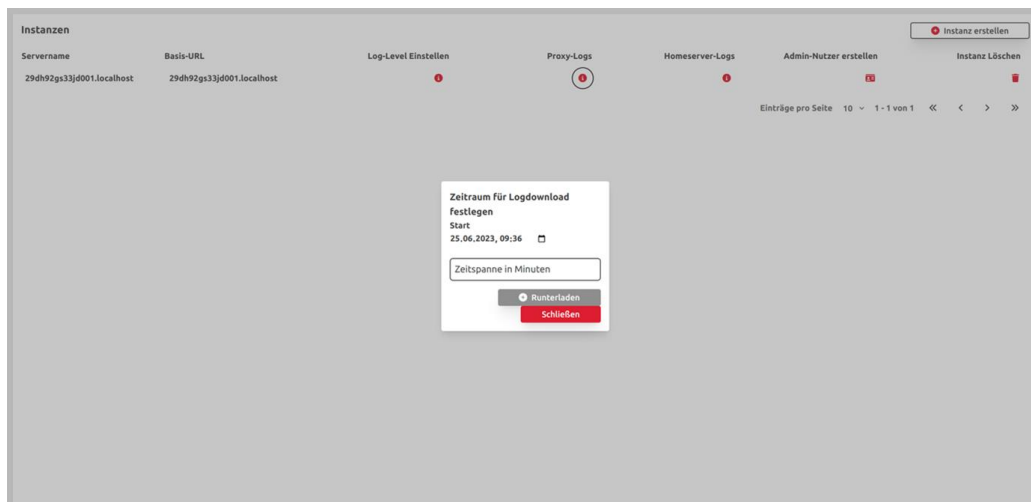 Instanzen
Instanz erstellen
Servername Basis-URL Log-Level Einstellen Proxy-Logs Homeserver-Logs Admin-Nutzer erstellen Instanz Löschen
29dh92gs33jd001.localhost 29dh92gs33jd001.localhost
Einträge pro Seite 10 1 - 1 von 1
Zeitraum für Logdownload
festlegen
Start
25.06.2023, 09:36
Zeitspanne in Minuten
Runterladen
Schließen